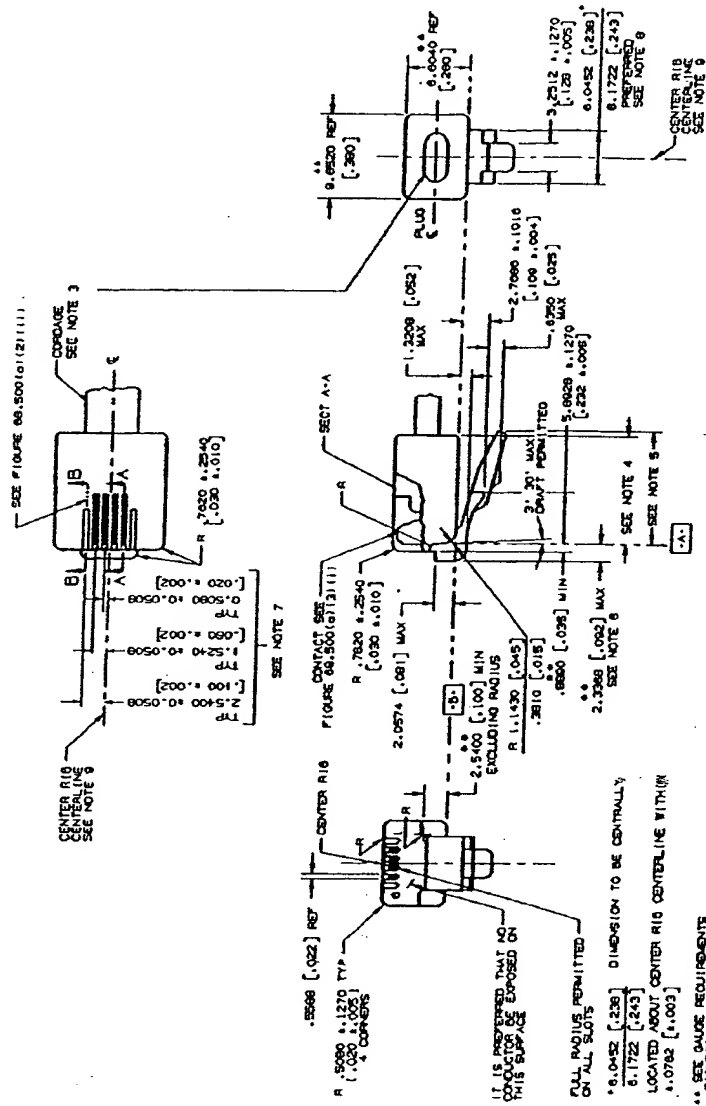 SEE FIGURE 68.500(a)(2)(i).
CORDAGE
SEE NOTE 3
B
B
A
A
R .7620 ±.2540
[.030 ±.010]
TYP
0.5080 ±0.0508
[.020 ±.002]
TYP
[.060 ±.002]
TYP
2.5400 ±0.0508
[.100 ±.002]
SEE NOTE 7
CENTER RIB
CENTERLINE
SEE NOTE 9
**
9.6520 REF
[.380]
**
6.6040 REF
[.260]
PLUG
3.2512 ±.1270
[.128 ±.005]
6.0452 [.238]*
6.1722 [.243]
PREFERRED
SEE NOTE 8
CENTER RIB
CENTERLINE
SEE NOTE 9
SECT A-A
R
CONTACT SEE
R .7620 ±.2540
[.030 ±.010]
2.0574 [.081] MAX
1.3208 [.052]
MAX
2.7686 ±.1016
[.109 ±.004]
.6350 [.025]
MAX
3° 30' MAX
DRAFT PERMITTED
5.8928 ±.1270
[.232 ±.005]
SEE NOTE 4
SEE NOTE 5
-A-
-B-
**
2.5400 [.100] MIN
EXCLUDING RADIUS
R 1.1430 [.045]
.3810 [.015]
**
.8890 [.035] MIN
**
2.3368 [.092] MAX
SEE NOTE 6
.5588 [.022] REF
CENTER RIB
R
R
R .5080 ±.1270 TYP
[.020 ±.005]
4 CORNERS
IT IS PREFERRED THAT NO
CONDUCTOR BE EXPOSED ON
THIS SURFACE
FULL RADIUS PERMITTED
ON ALL SLOTS
*6.0452 [.238]
6.1722 [.243]
DIMENSION TO BE CENTRALLY
LOCATED ABOUT CENTER RIB CENTERLINE WITHIN
±.0762 [±.003]
** SEE GAUGE REQUIREMENTS